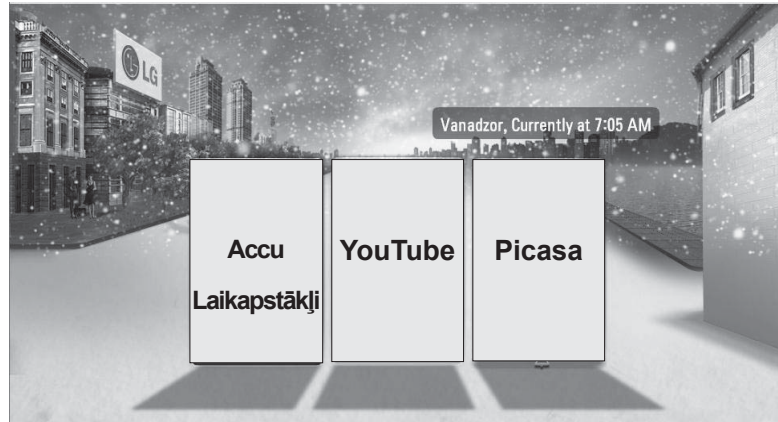 LG
Vanadzor, Currently at 7:05 AM
Accu
Laikapstākļi
YouTube
Picasa